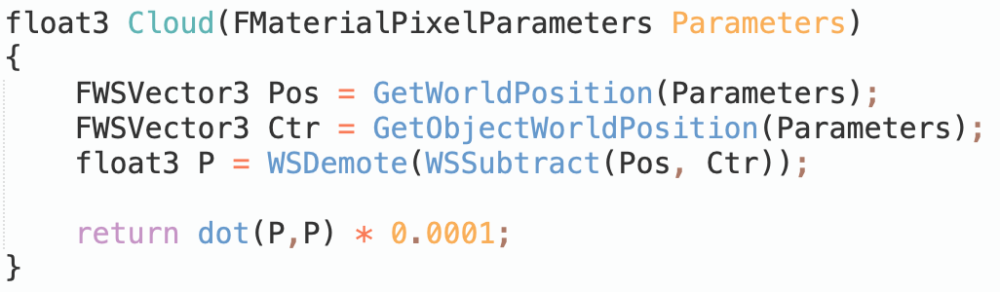 float3 Cloud(FMaterialPixelParameters Parameters)
{
    FWSVector3 Pos = GetWorldPosition(Parameters);
    FWSVector3 Ctr = GetObjectWorldPosition(Parameters);
    float3 P = WSDemote(WSSubtract(Pos, Ctr));

    return dot(P,P) * 0.0001;
}